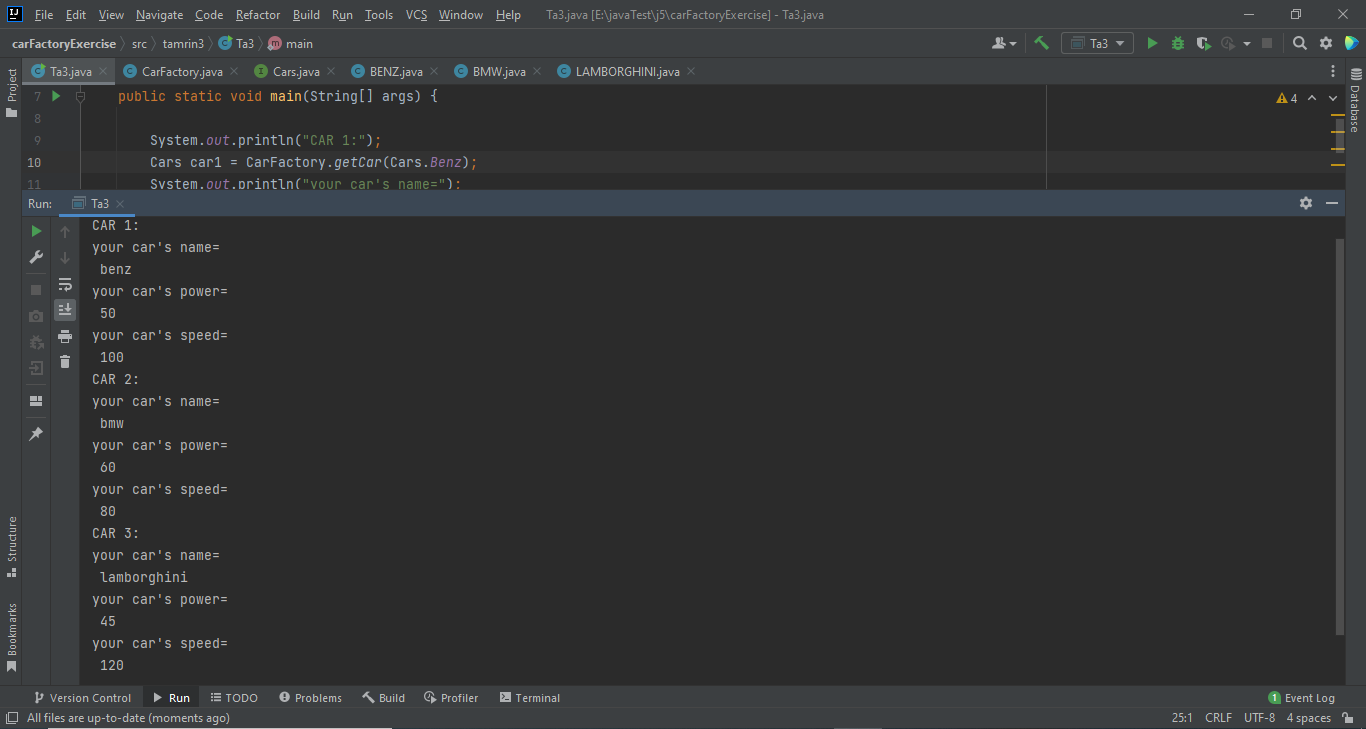 File Edit View Navigate Code Refactor Build Run Tools VCS Window Help Ta3.java [E:\javaTest\j5\carFactoryExercise] - Ta3.java
carFactoryExercise src tamrin3 Ta3 main Ta3
Ta3.java CarFactory.java Cars.java BENZ.java BMW.java LAMBORGHINI.java
Project
Database
7 public static void main(String[] args) { 4
8
9 System.out.println("CAR 1:");
10 Cars car1 = CarFactory.getCar(Cars.Benz);
11 System.out.println("your car's name=");
Run: Ta3
CAR 1:
your car's name=
benz
your car's power=
50
your car's speed=
100
CAR 2:
your car's name=
bmw
your car's power=
60
your car's speed=
80
CAR 3:
your car's name=
lamborghini
your car's power=
45
your car's speed=
120
Structure
Bookmarks
Version Control Run TODO Problems Build Profiler Terminal 1 Event Log
All files are up-to-date (moments ago) 25:1 CRLF UTF-8 4 spaces